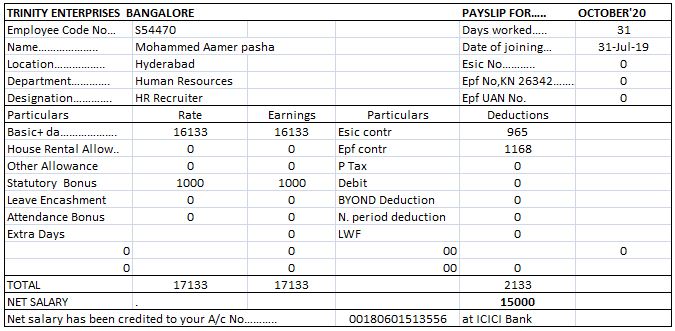 TRINITY ENTERPRISES BANGALORE PAYSLIP FOR..... OCTOBER'20
Employee Code No... S54470 Days worked..... 31
Name.................... Mohammed Aamer pasha Date of joining... 31-Jul-19
Location.............. Hyderabad Esic No........... 0
Department............. Human Resources Epf No,KN 26342....... 0
Designation.............. HR Recruiter Epf UAN No. 0
Particulars Rate Earnings Particulars Deductions
Basic+ da.................... 16133 16133 Esic contr 965
House Rental Allow.. 0 0 Epf contr 1168
Other Allowance 0 0 P Tax 0
Statutory Bonus 1000 1000 Debit 0
Leave Encashment 0 0 BYOND Deduction 0
Attendance Bonus 0 0 N. period deduction 0
Extra Days 0 LWF 0
0 0 00 0
0 0 00 0
TOTAL 17133 17133 2133
NET SALARY . 15000
Net salary has been credited to your A/c No........... 00180601513556 at ICICI Bank